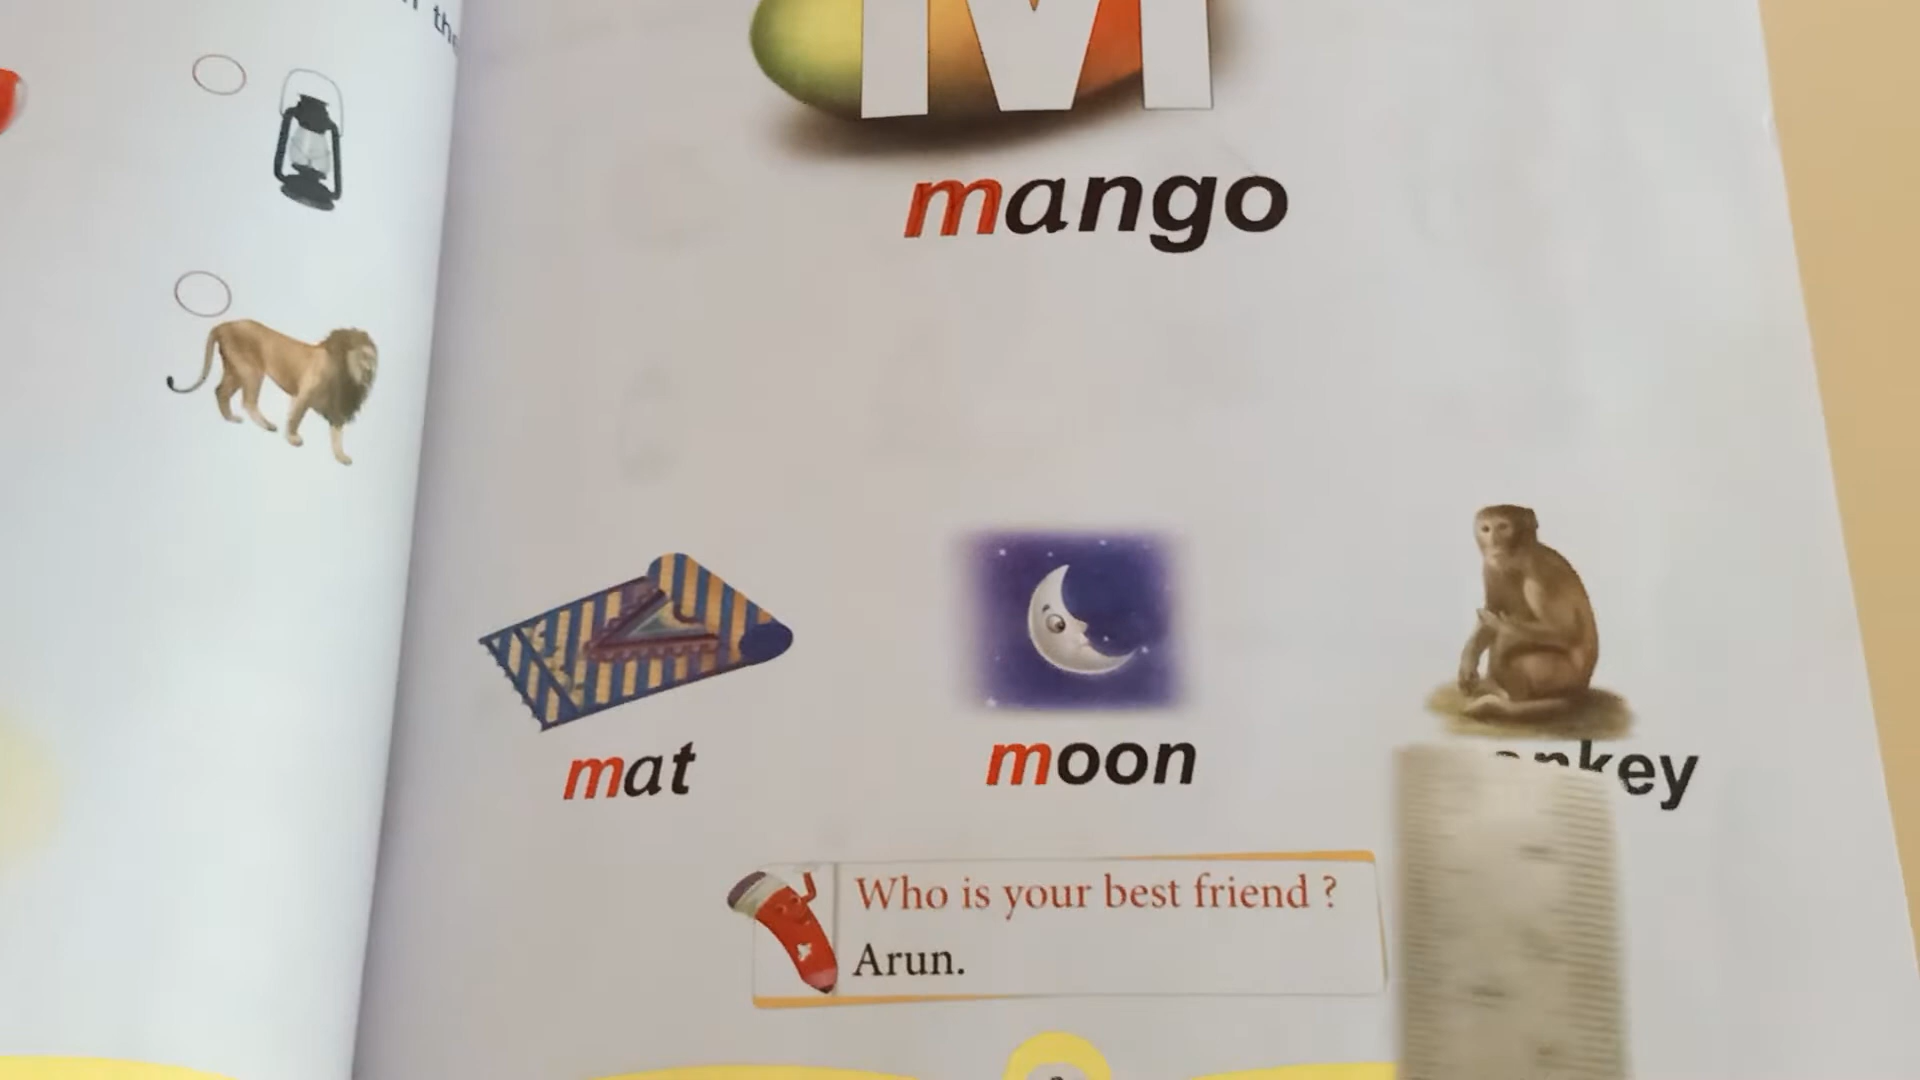 M
mango
mat
moon
Who is your best friend ?
Arun.